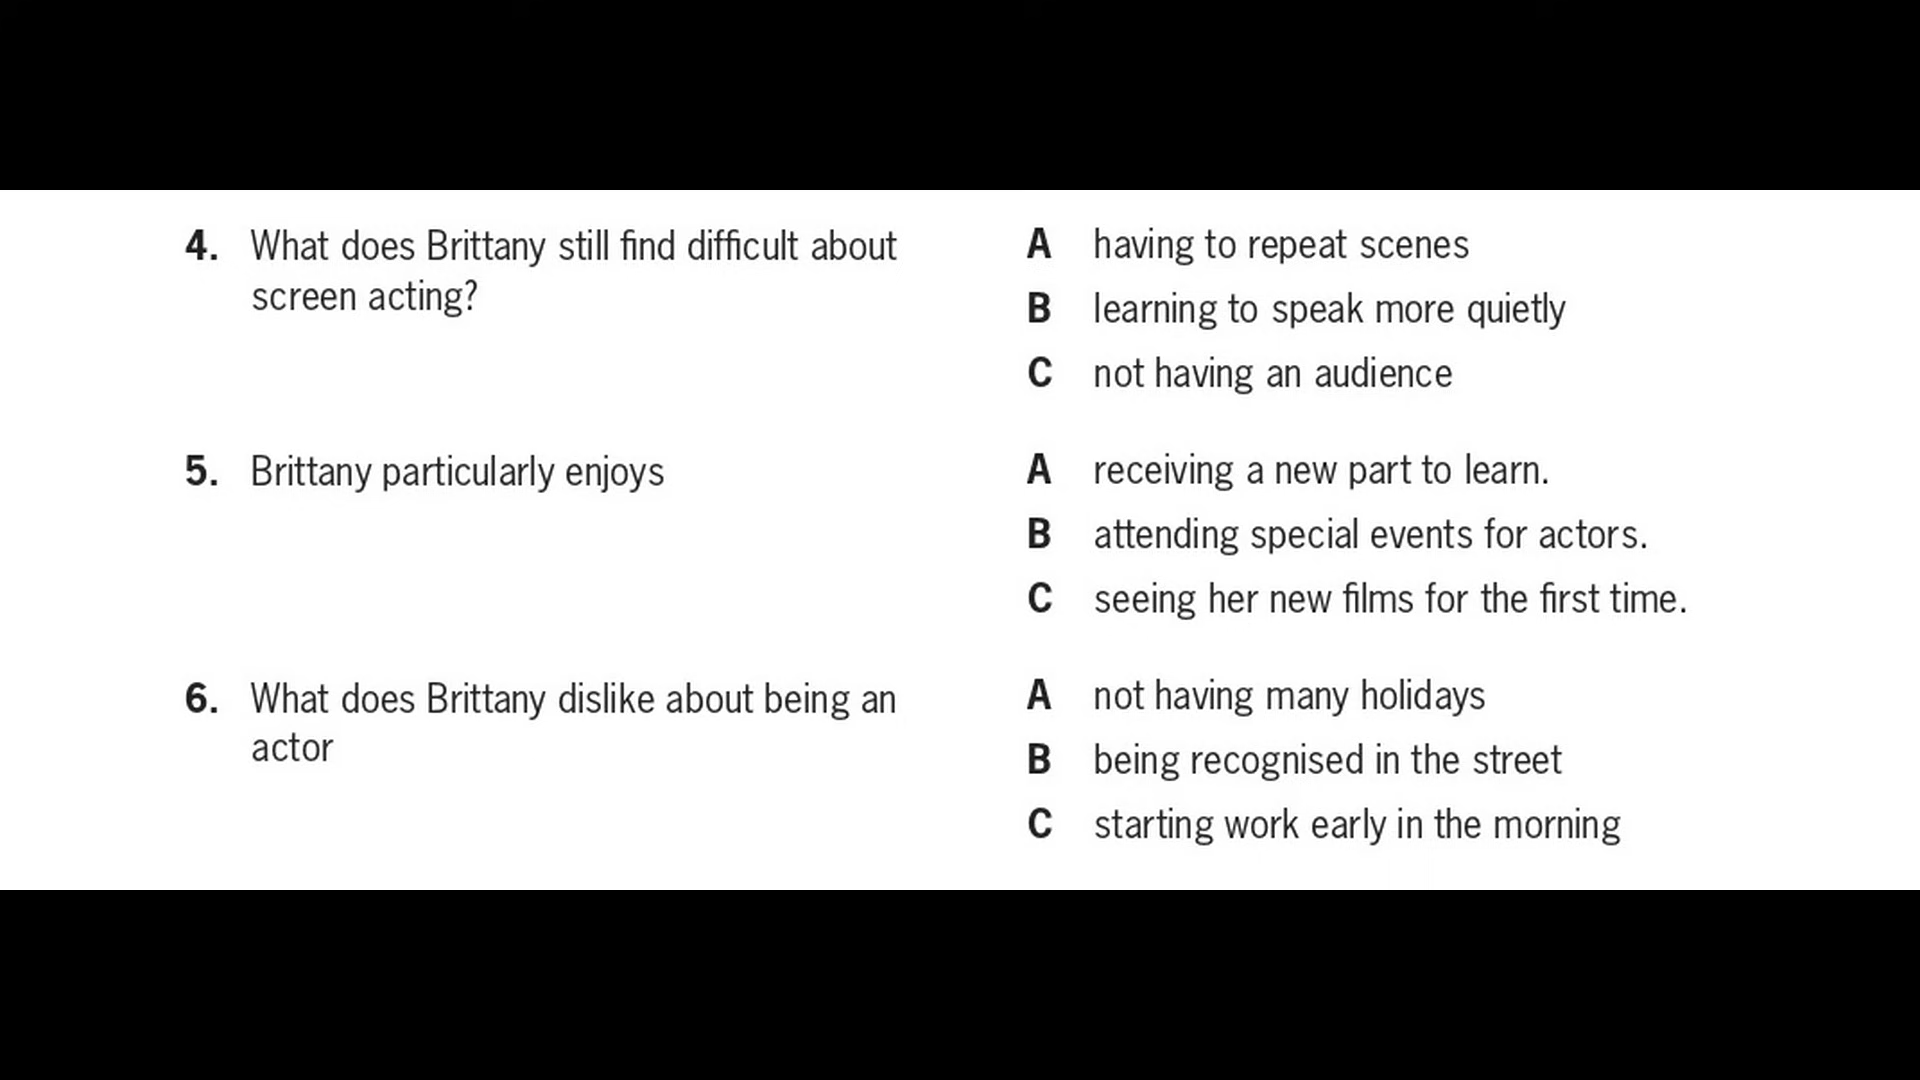 4. What does Brittany still find difficult about
screen acting?
A having to repeat scenes
B learning to speak more quietly
C not having an audience
5. Brittany particularly enjoys
A receiving a new part to learn.
B attending special events for actors.
C seeing her new films for the first time.
6. What does Brittany dislike about being an
actor
A not having many holidays
B being recognised in the street
C starting work early in the morning